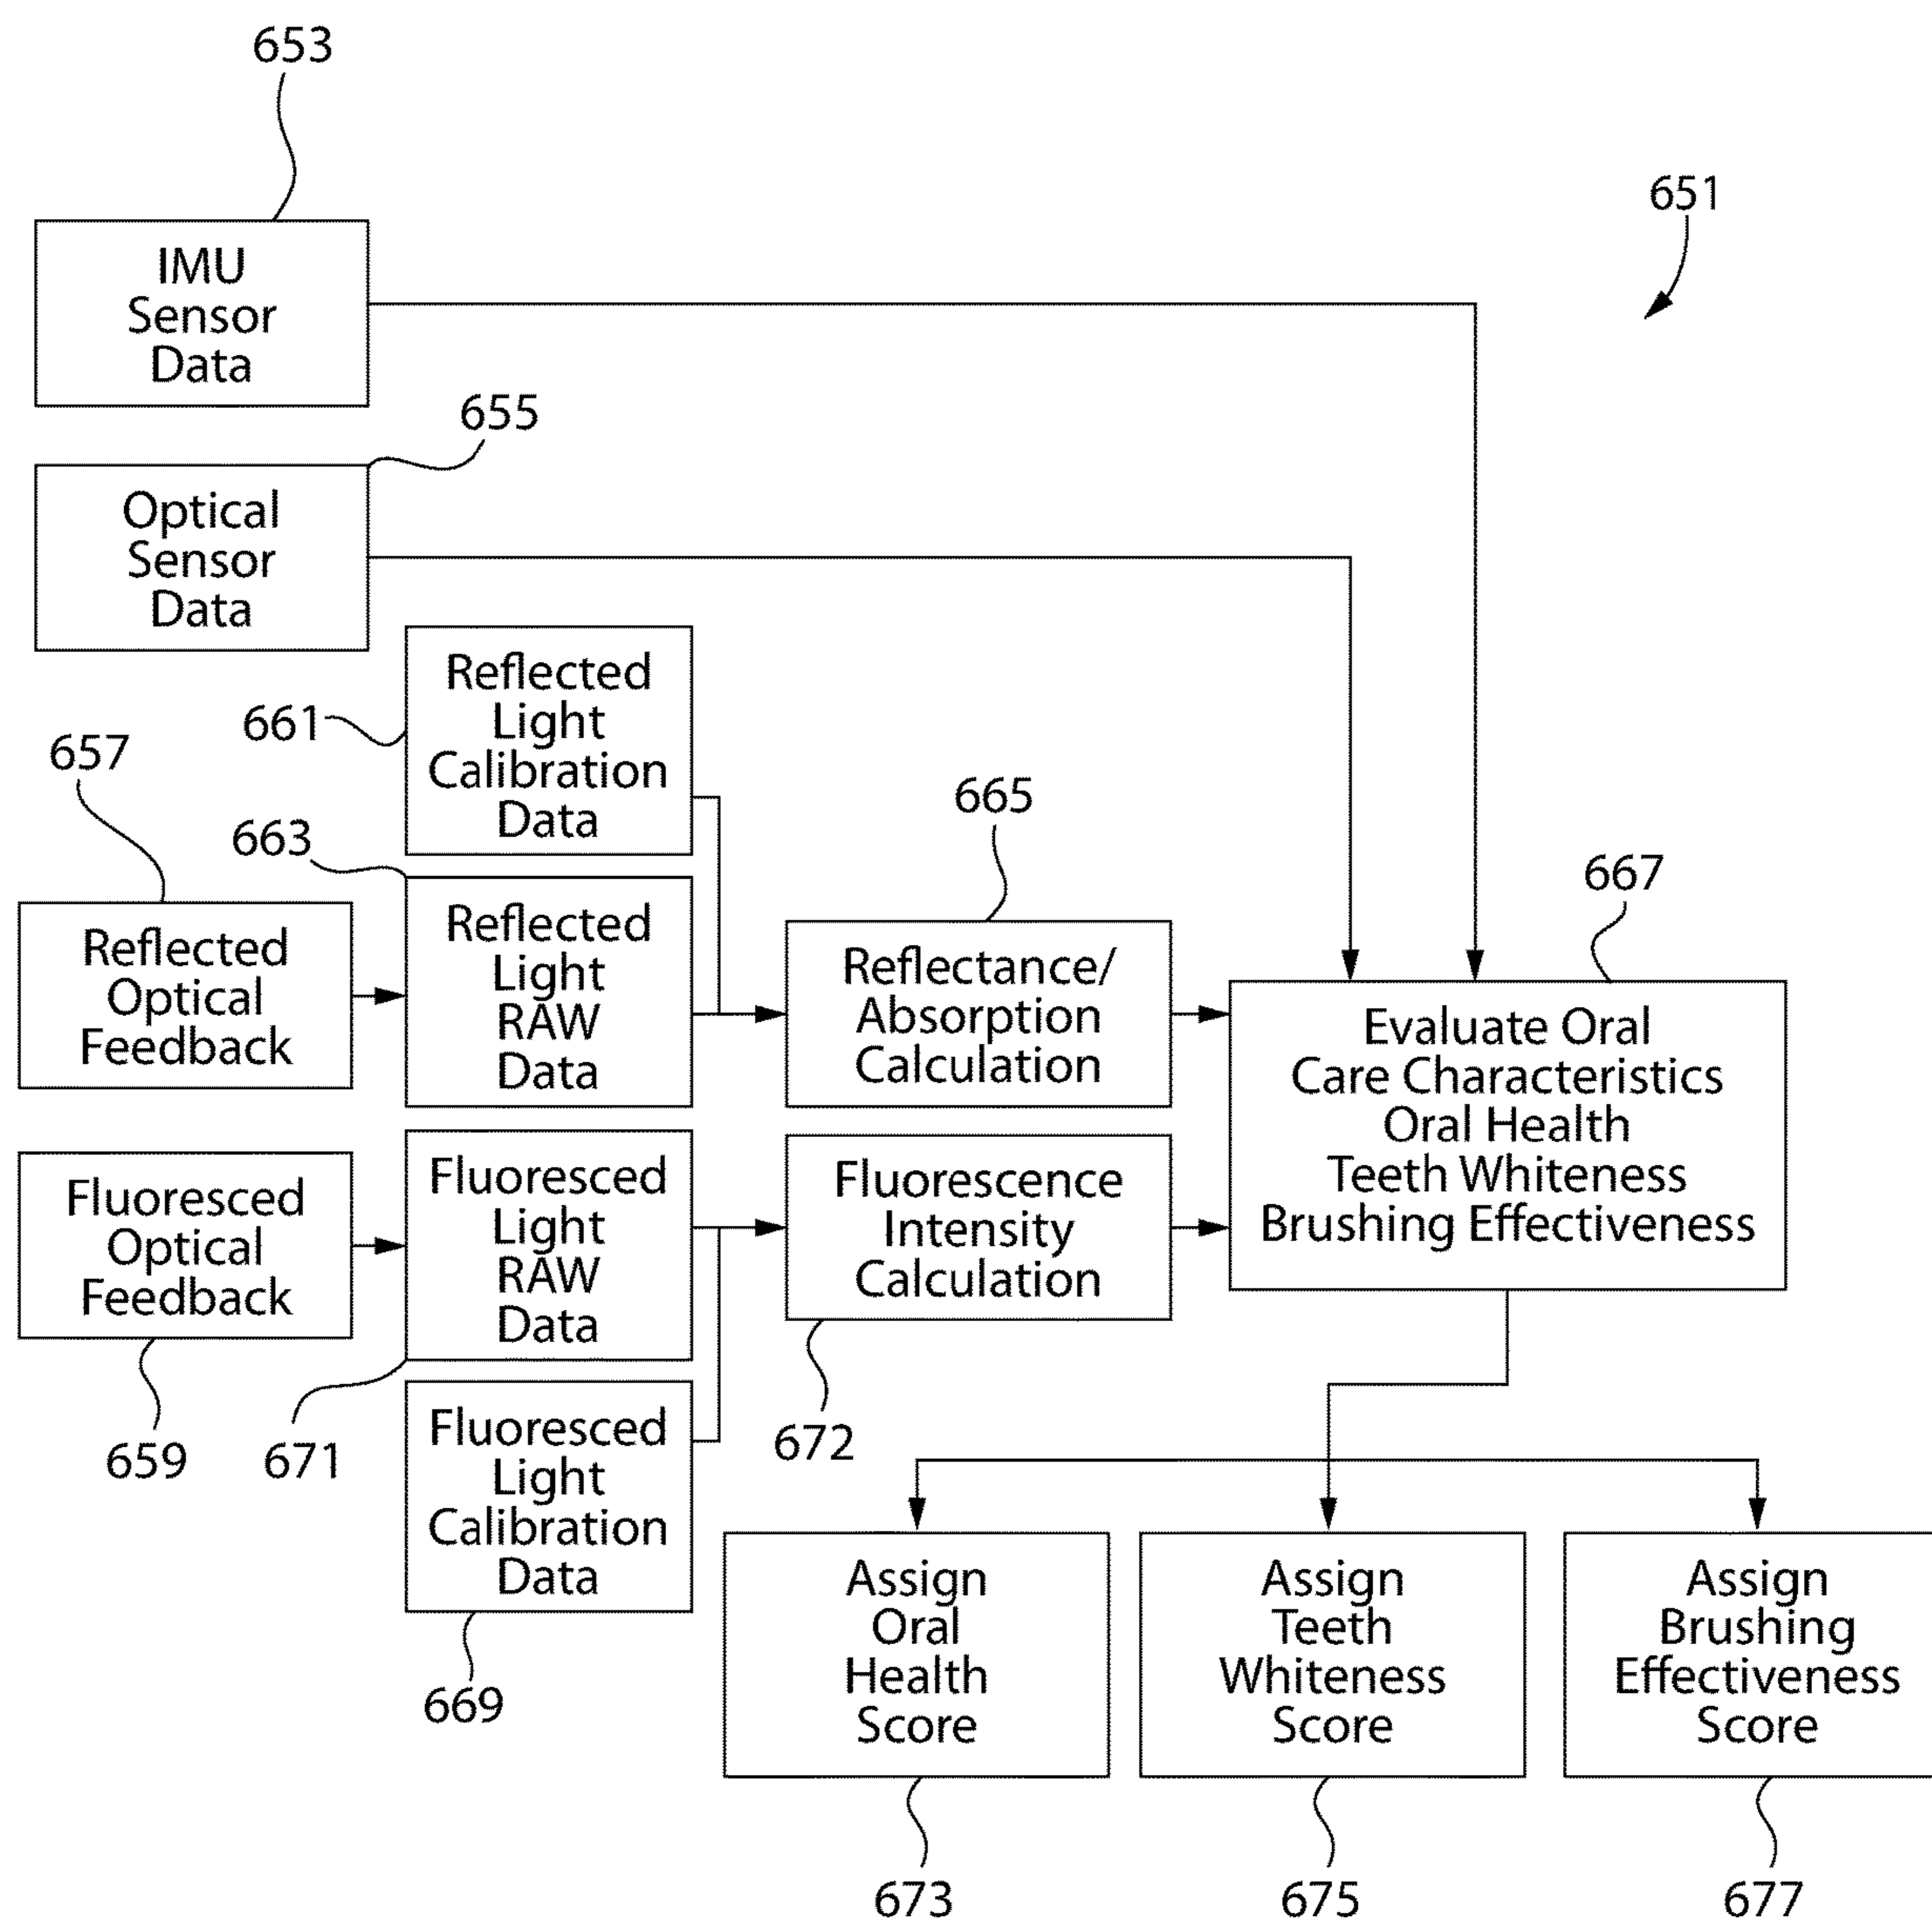 653
651
IMU
Sensor
Data
655
Optical
Sensor
Data
661
Reflected
Light
Calibration
Data
657
663
Reflected
Optical
Feedback
Reflected
Light
RAW
Data
665
Reflectance/
Absorption
Calculation
667
Evaluate Oral
Care Characteristics
Oral Health
Teeth Whiteness
Brushing Effectiveness
Fluoresced
Optical
Feedback
659
Fluoresced
Light
RAW
Data
671
Fluorescence
Intensity
Calculation
672
Fluoresced
Light
Calibration
Data
669
Assign
Oral
Health
Score
673
Assign
Teeth
Whiteness
Score
675
Assign
Brushing
Effectiveness
Score
677